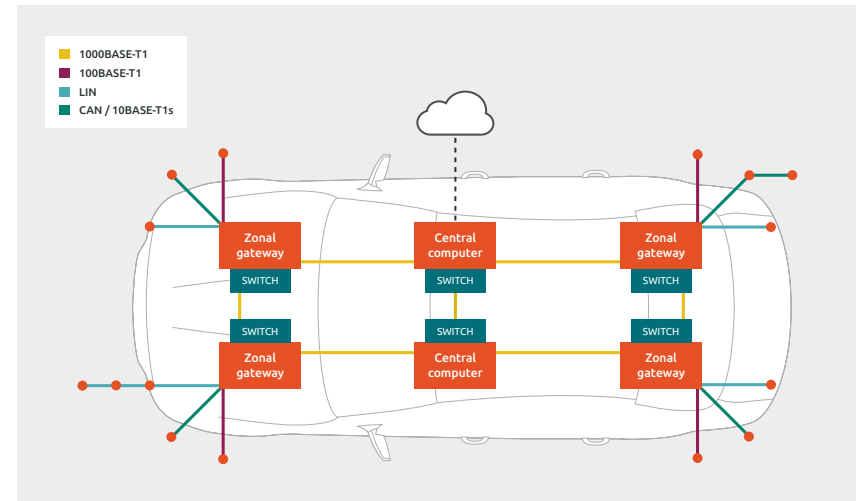 1000BASE-T1
100BASE-T1
LIN
CAN / 10BASE-T1s
Zonal
gateway
Central
computer
Zonal
gateway
SWITCH
SWITCH
SWITCH
SWITCH
SWITCH
SWITCH
Zonal
gateway
Central
computer
Zonal
gateway